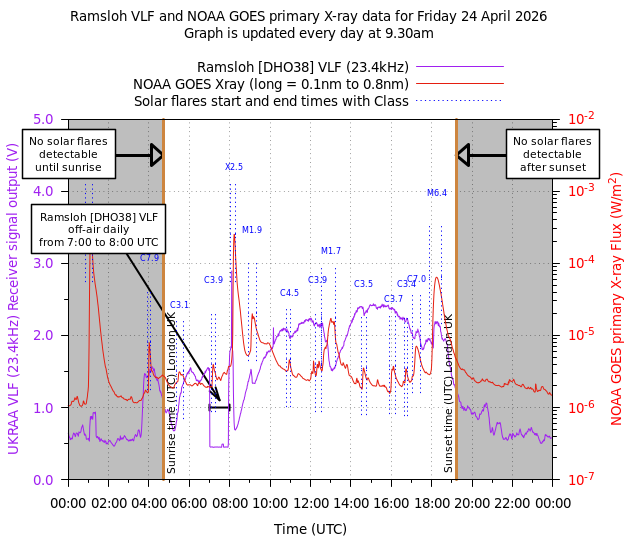 Ramsloh VLF and NOAA GOES primary X-ray data for Friday 24 April 2026
Graph is updated every day at 9.30am
Ramsloh [DHO38] VLF (23.4kHz)
NOAA GOES Xray (long = 0.1nm to 0.8nm)
Solar flares start and end times with Class
5.0
4.0
3.0
2.0
1.0
0.0
UKRAA VLF (23.4kHz) Receiver signal output (V)
10-2
10-3
10-4
10-5
10-6
10-7
NOAA GOES primary X-ray Flux (W/m2)
No solar flares
detectable
until sunrise
No solar flares
detectable
after sunset
Ramsloh [DHO38] VLF
off-air daily
from 7:00 to 8:00 UTC
X2.5
M6.4
M1.9
M1.7
C7.9
C3.1
C3.9
C4.5
C3.9
C3.5
C3.7
C3.4
C7.0
Sunrise time (UTC) London UK
Sunset time (UTC) London UK
00:00 02:00 04:00 06:00 08:00 10:00 12:00 14:00 16:00 18:00 20:00 22:00 00:00
Time (UTC)